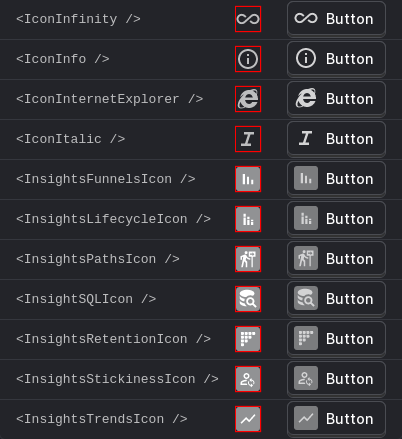 <IconInfinity /> Button
<IconInfo /> Button
<IconInternetExplorer /> Button
<IconItalic /> Button
<InsightsFunnelsIcon /> Button
<InsightsLifecycleIcon /> Button
<InsightsPathsIcon /> Button
<InsightSQLIcon /> Button
<InsightsRetentionIcon /> Button
<InsightsStickinessIcon /> Button
<InsightsTrendsIcon /> Button